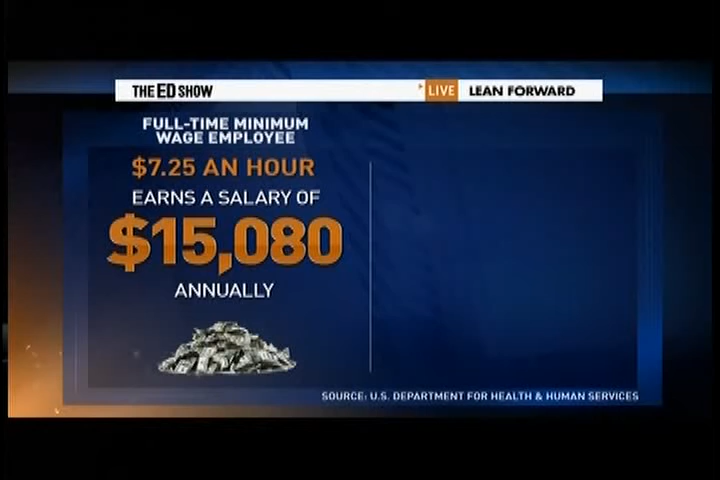 THE ED SHOW
LIVE LEAN FORWARD
FULL-TIME MINIMUM
WAGE EMPLOYEE
$7.25 AN HOUR
EARNS A SALARY OF
$15,080
ANNUALLY
SOURCE: U.S. DEPARTMENT FOR HEALTH & HUMAN SERVICES